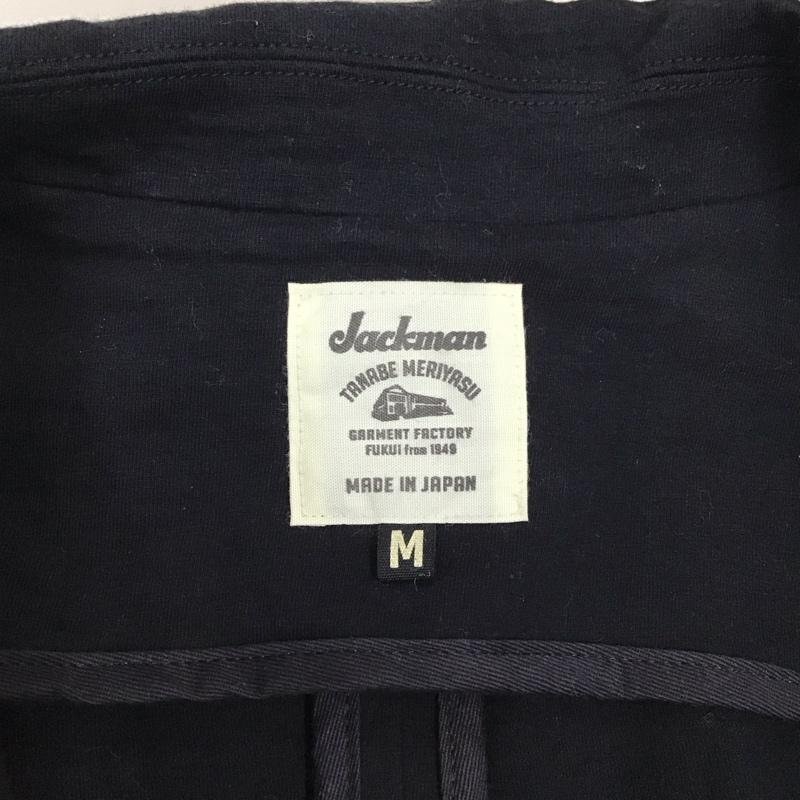 Jackman
TANABE MERIYASU
GARMENT FACTORY
FUKUI from 1949
MADE IN JAPAN
M